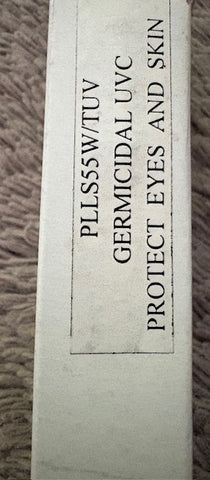 PLLS55W/TUV
GERMICIDAL UVC
PROTECT EYES AND SKIN